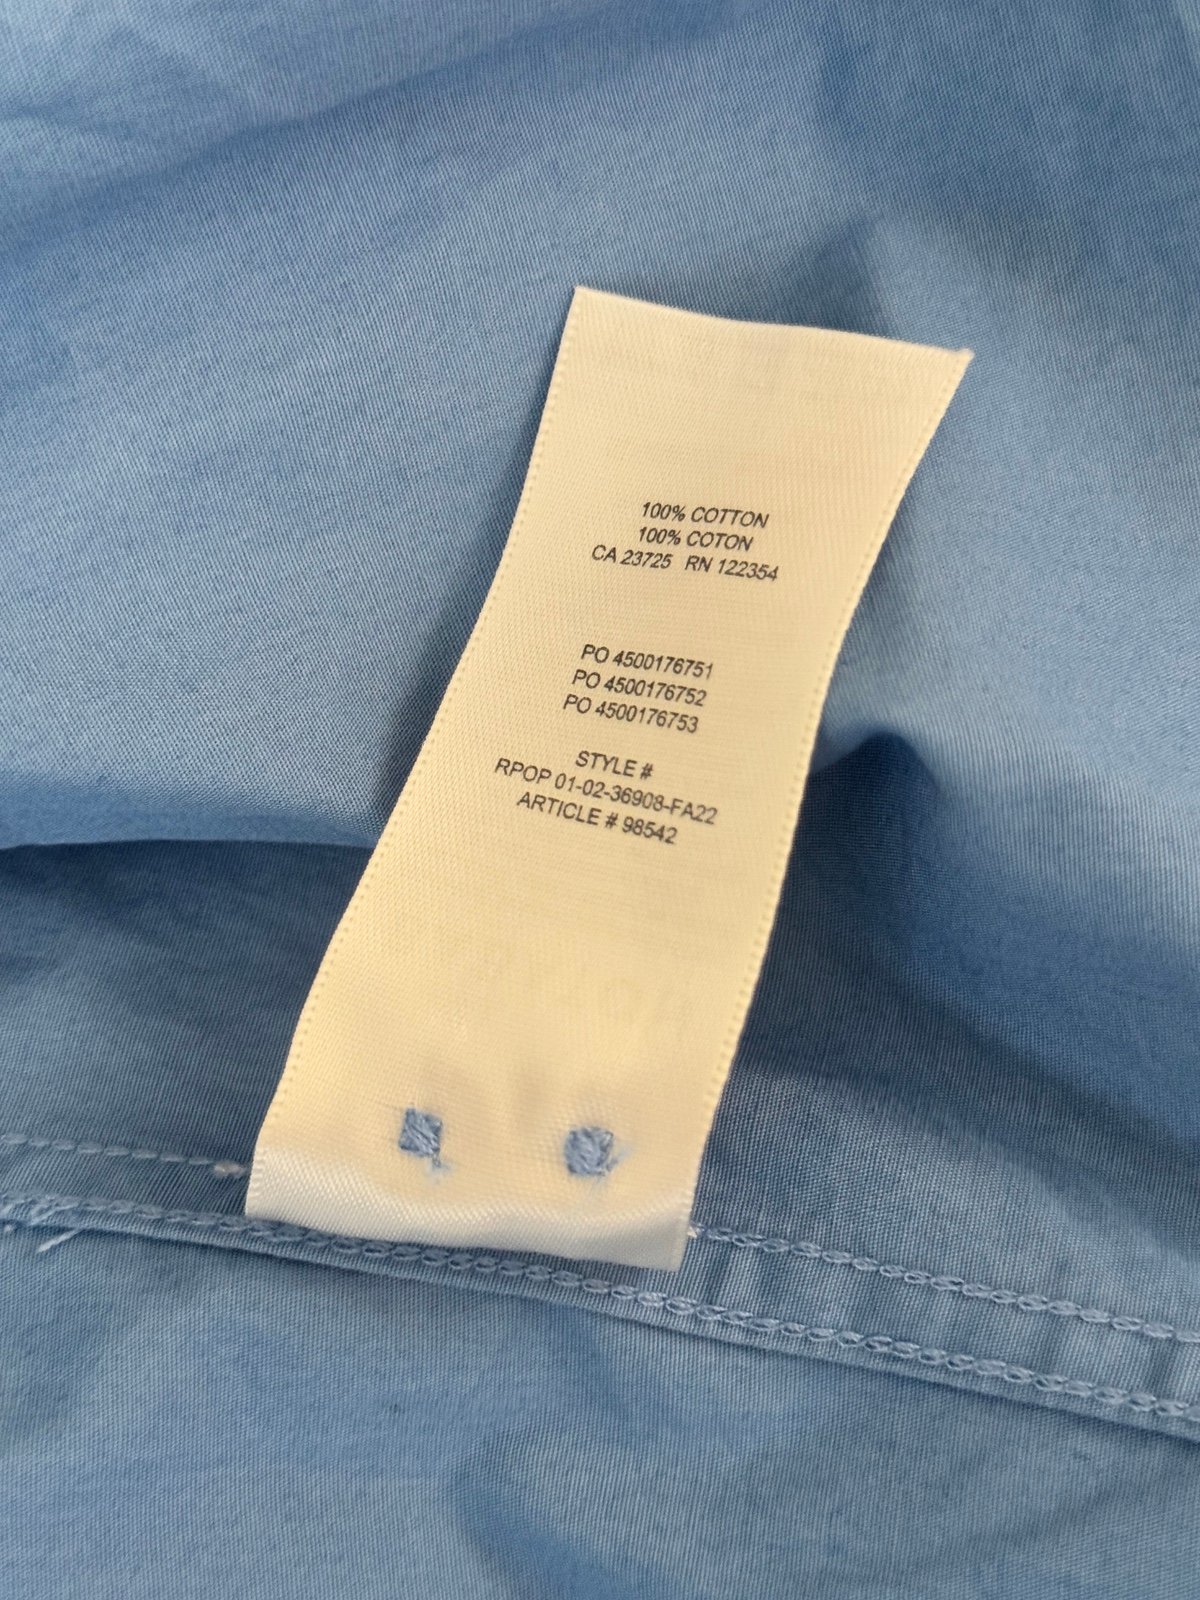 100% COTTON
100% COTON
CA 23725 RN 122354
PO 4500176751
PO 4500176752
PO 4500176753
STYLE #
RPOP 01-02-36908-FA22
ARTICLE # 98542